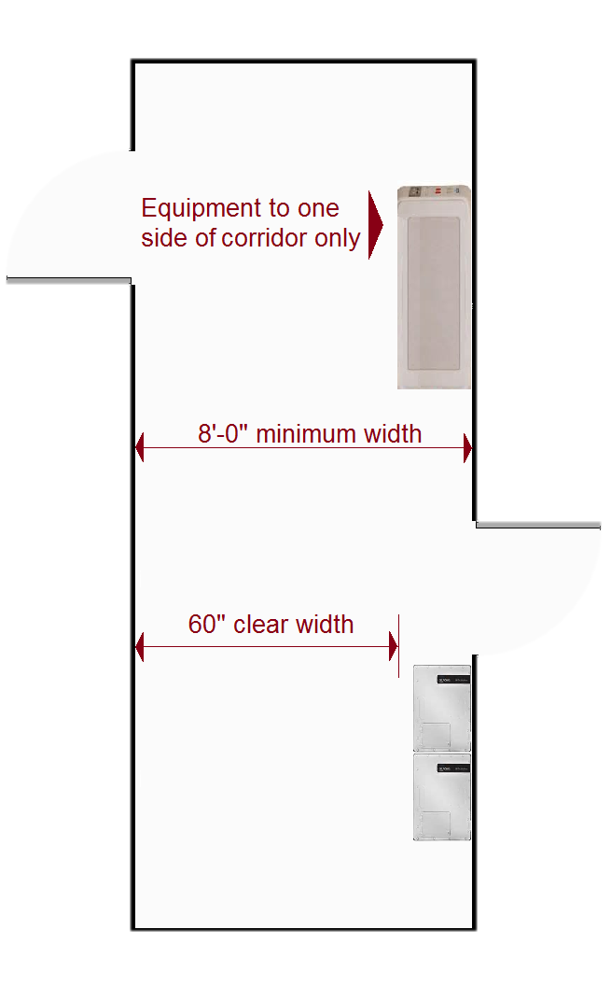 Equipment to one
side of corridor only
8'-0" minimum width
60" clear width